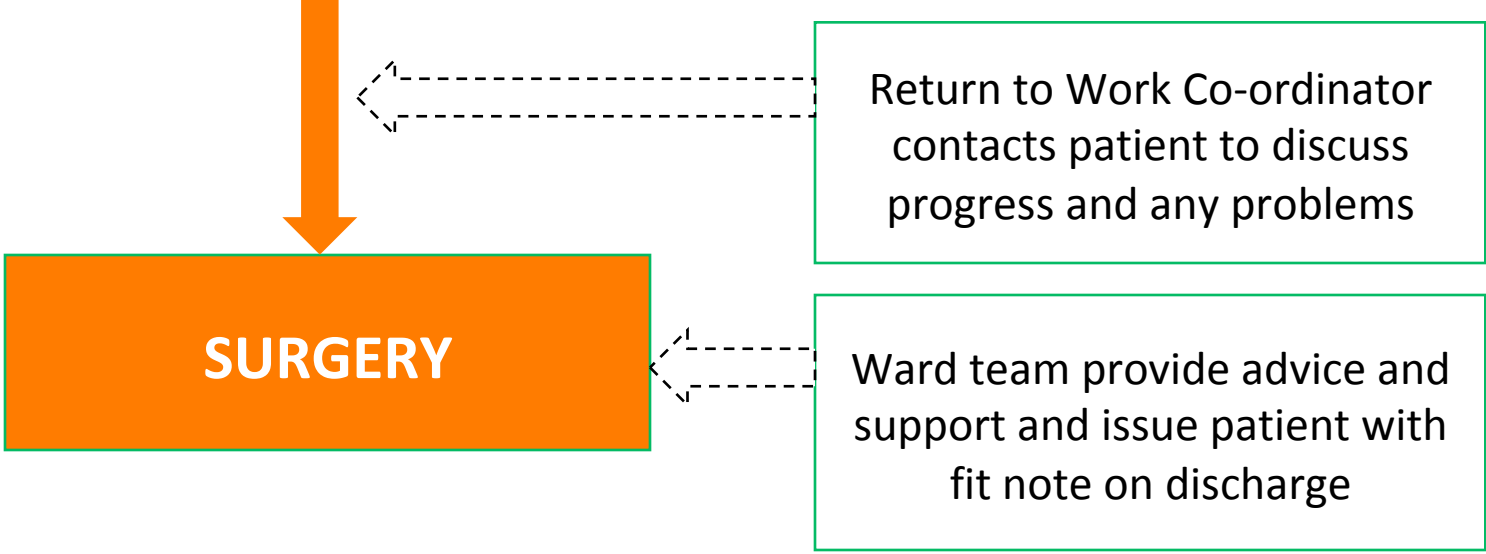 Return to Work Co-ordinator
contacts patient to discuss
progress and any problems
SURGERY
Ward team provide advice and
support and issue patient with
fit note on discharge